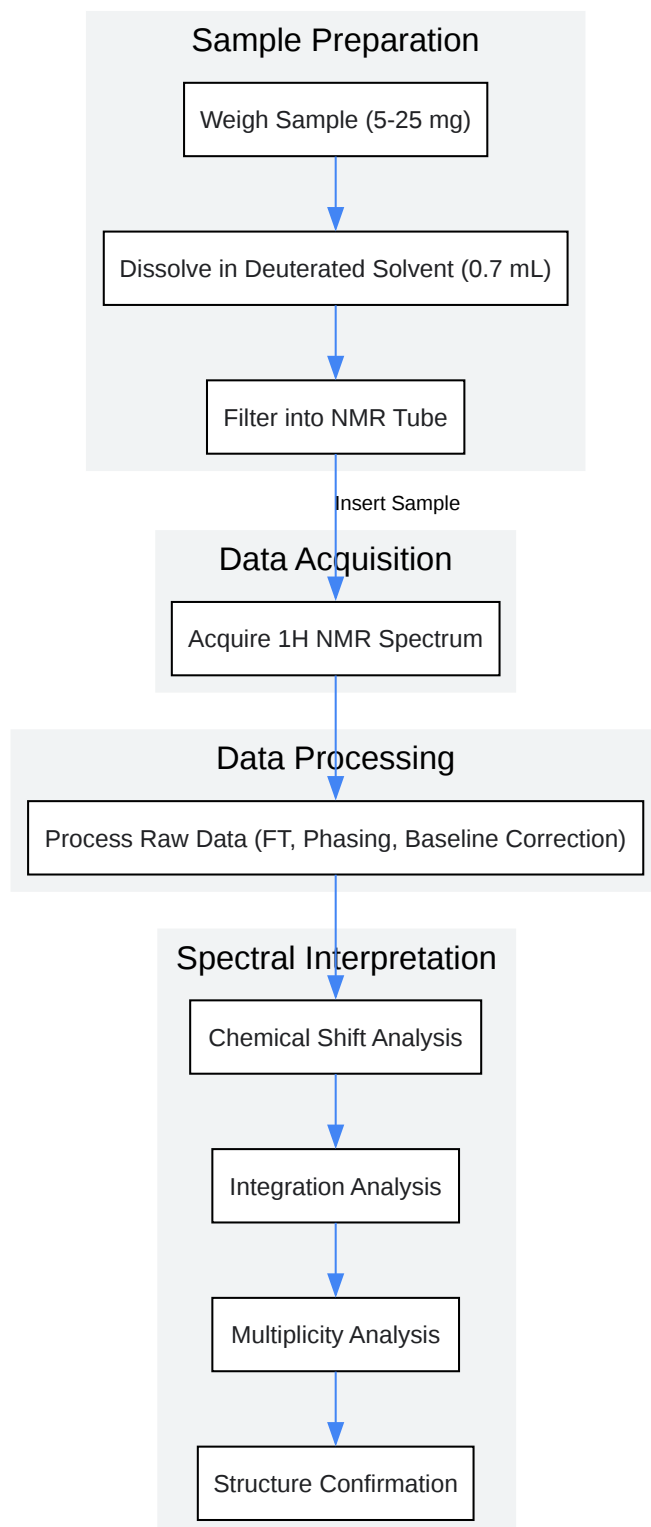 Sample Preparation
Weigh Sample (5-25 mg)
Dissolve in Deuterated Solvent (0.7 mL)
Filter into NMR Tube
Insert Sample
Data Acquisition
Acquire 1H NMR Spectrum
Data Processing
Process Raw Data (FT, Phasing, Baseline Correction)
Spectral Interpretation
Chemical Shift Analysis
Integration Analysis
Multiplicity Analysis
Structure Confirmation